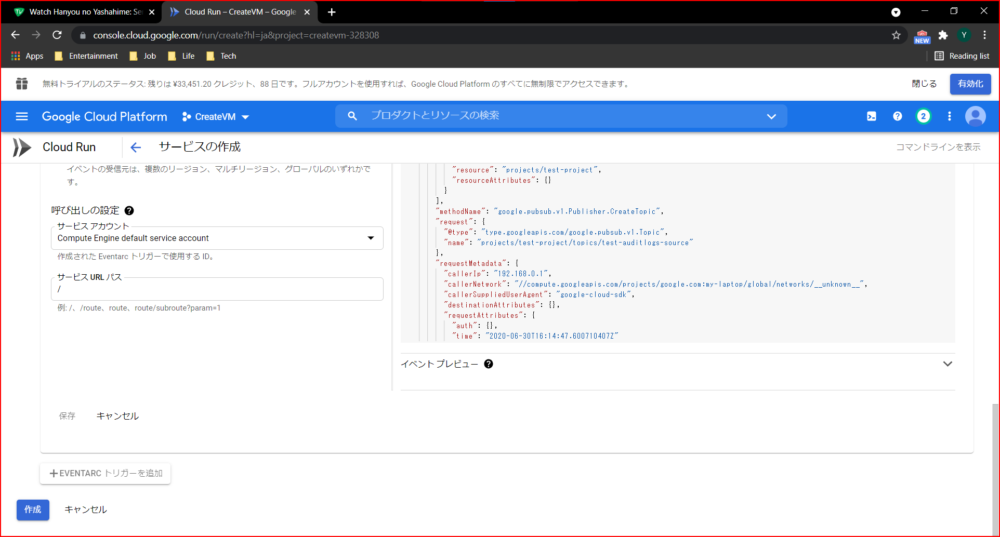 Watch Hanyou no Yashahime: Se
Cloud Run – CreateVM – Google
console.cloud.google.com/run/create?hl=ja&project=createvm-328308
NEW
Y
Apps
Entertainment
Job
Life
Tech
Reading list
無料トライアルのステータス: 残りは ¥33,451.20 クレジット、88 日です。フルアカウントを使用すれば、Google Cloud Platform のすべてに無制限でアクセスできます。
閉じる
有効化
Google Cloud Platform
CreateVM
プロダクトとリソースの検索
2
Cloud Run
サービスの作成
コマンドラインを表示
イベントの受信元は、複数のリージョン、マルチリージョン、グローバルのいずれかで
す。
呼び出しの設定
サービス アカウント
Compute Engine default service account
作成された Eventarc トリガーで使用する ID。
サービス URL パス
/
例: /、/route、route、route/subroute?param=1
"resource": "projects/test-project",
"resourceAttributes": {}
}
],
"methodName": "google.pubsub.v1.Publisher.CreateTopic",
"request": {
"@type": "type.googleapis.com/google.pubsub.v1.Topic",
"name": "projects/test-project/topics/test-auditlogs-source"
},
"requestMetadata": {
"callerIp": "192.168.0.1",
"callerNetwork": "//compute.googleapis.com/projects/google.com:my-laptop/global/networks/__unknown__",
"callerSuppliedUserAgent": "google-cloud-sdk",
"destinationAttributes": {},
"requestAttributes": {
"auth": {},
"time": "2020-06-30T16:14:47.600710407Z"
イベント プレビュー
保存
キャンセル
EVENTARC トリガーを追加
作成
キャンセル